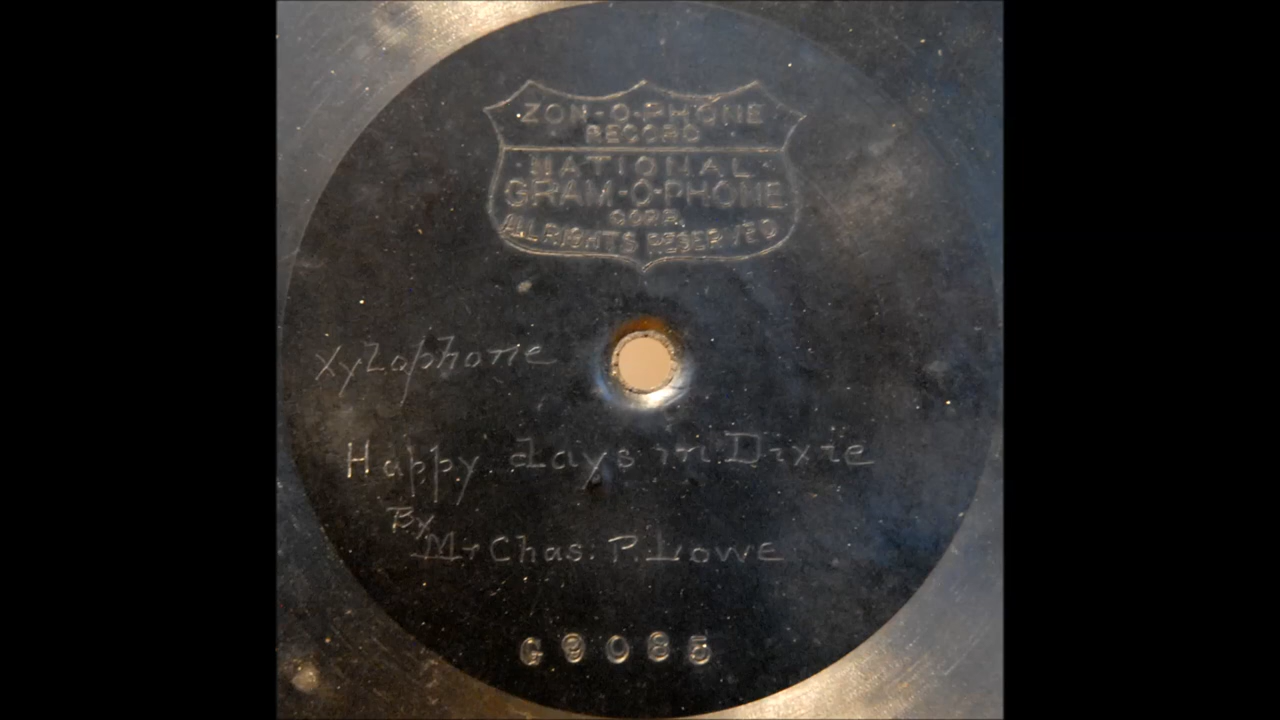 ZON-O-PHONE
RECORD
NATIONAL
GRAM-O-PHONE
CORP.
ALL RIGHTS RESERVED
Xylophone
Happy days in Dixie
By
Mr Chas: P. Lowe
G9085